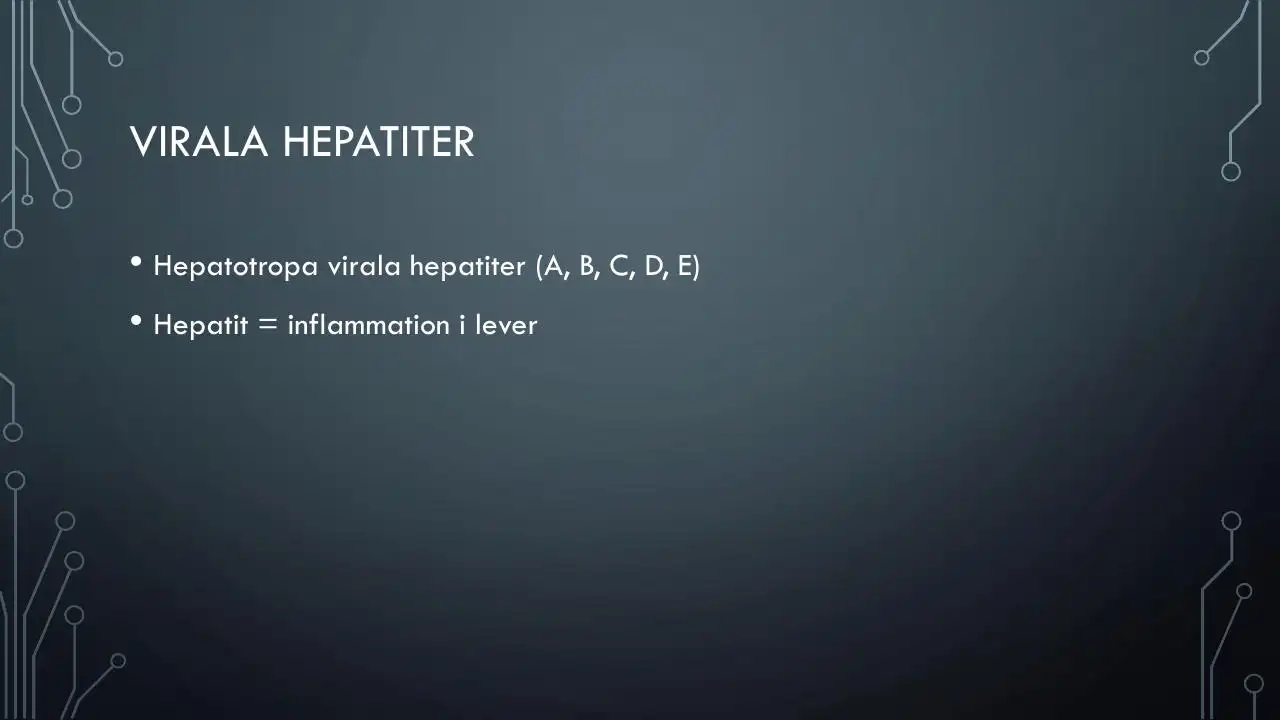 VIRALA HEPATITER
• Hepatotropa virala hepatiter (A, B, C, D, E)
• Hepatit = inflammation i lever